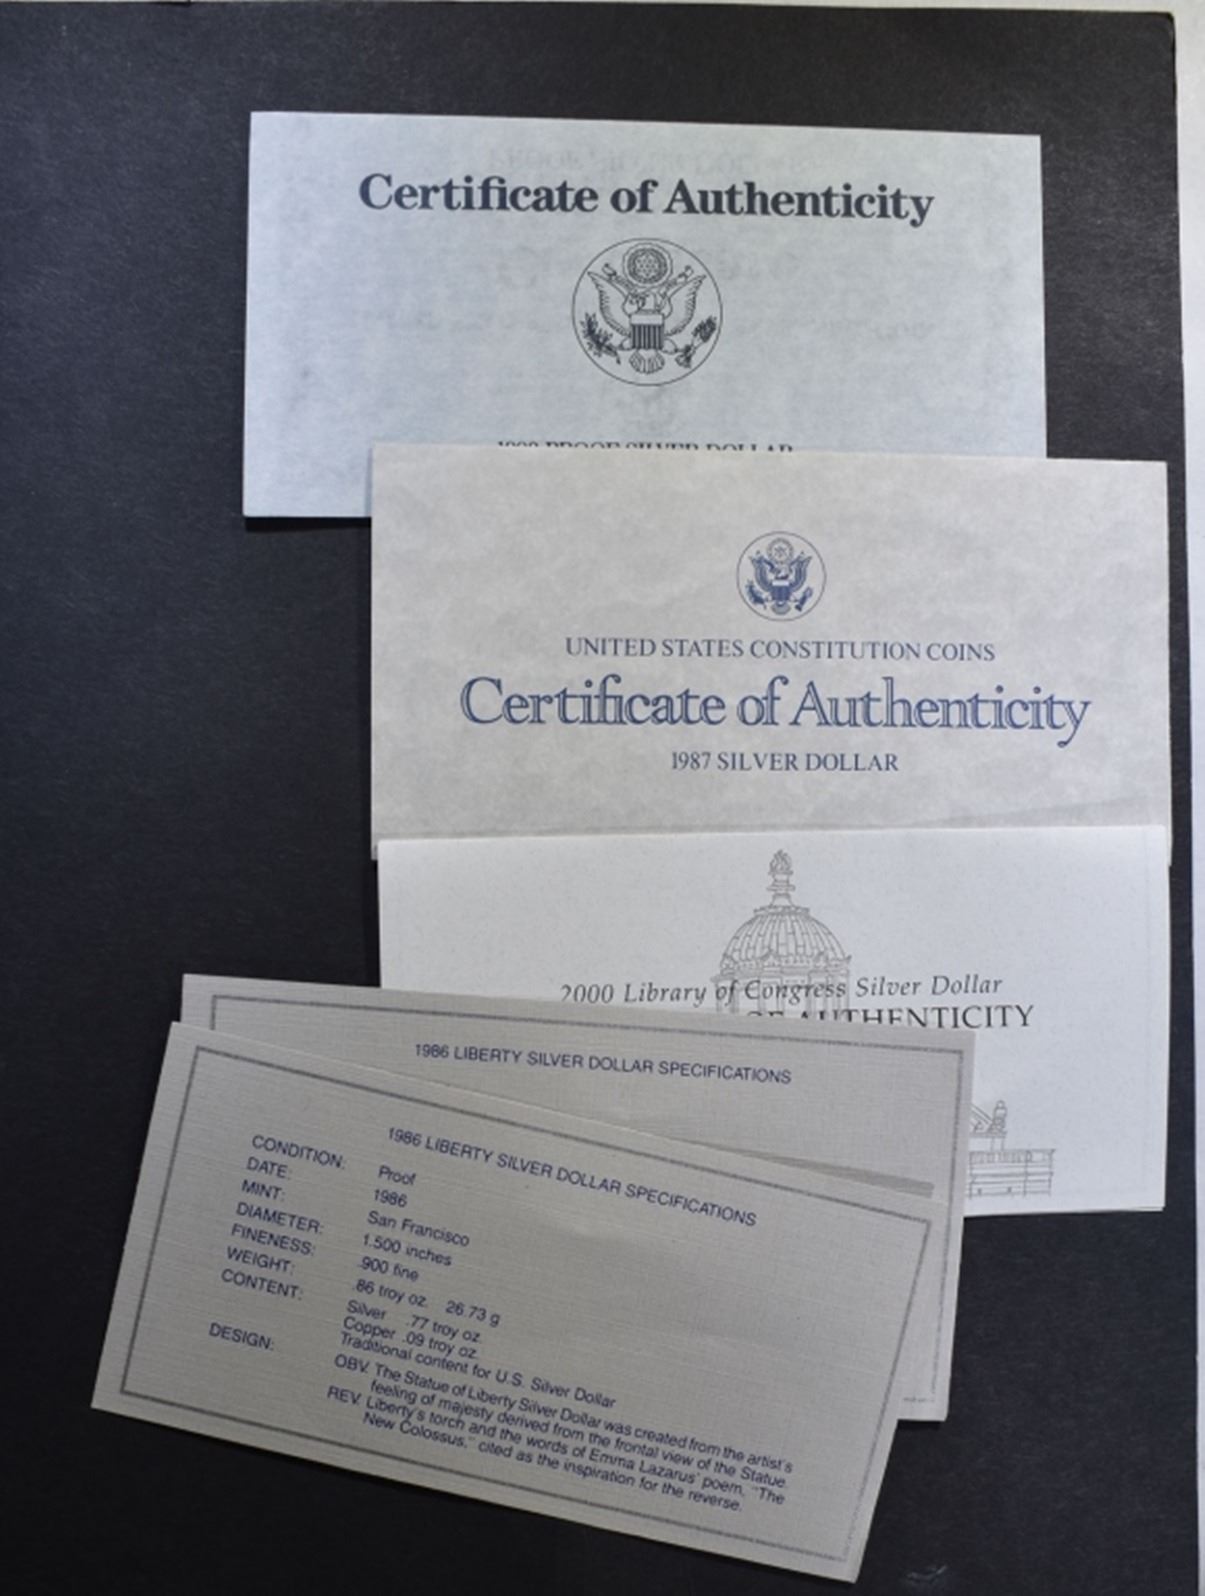 Certificate of Authenticity
PROOF SILVER DOLLAR
UNITED STATES CONSTITUTION COINS
Certificate of Authenticity
1987 SILVER DOLLAR
2000 Library of Congress Silver Dollar
OF AUTHENTICITY
1986 LIBERTY SILVER DOLLAR SPECIFICATIONS
1986 LIBERTY SILVER DOLLAR SPECIFICATIONS
CONDITION: Proof
DATE: 1986
MINT: San Francisco
DIAMETER: 1.500 inches
FINENESS: .900 fine
WEIGHT: .86 troy oz. 26.73 g
CONTENT: Silver .77 troy oz.
Copper .09 troy oz.
Traditional content for U.S. Silver Dollar
DESIGN: OBV. The Statue of Liberty Silver Dollar was created from the artist's
feeling of majesty derived from the frontal view of the Statue.
REV. Liberty's torch and the words of Emma Lazarus' poem, "The
New Colossus," cited as the inspiration for the reverse.